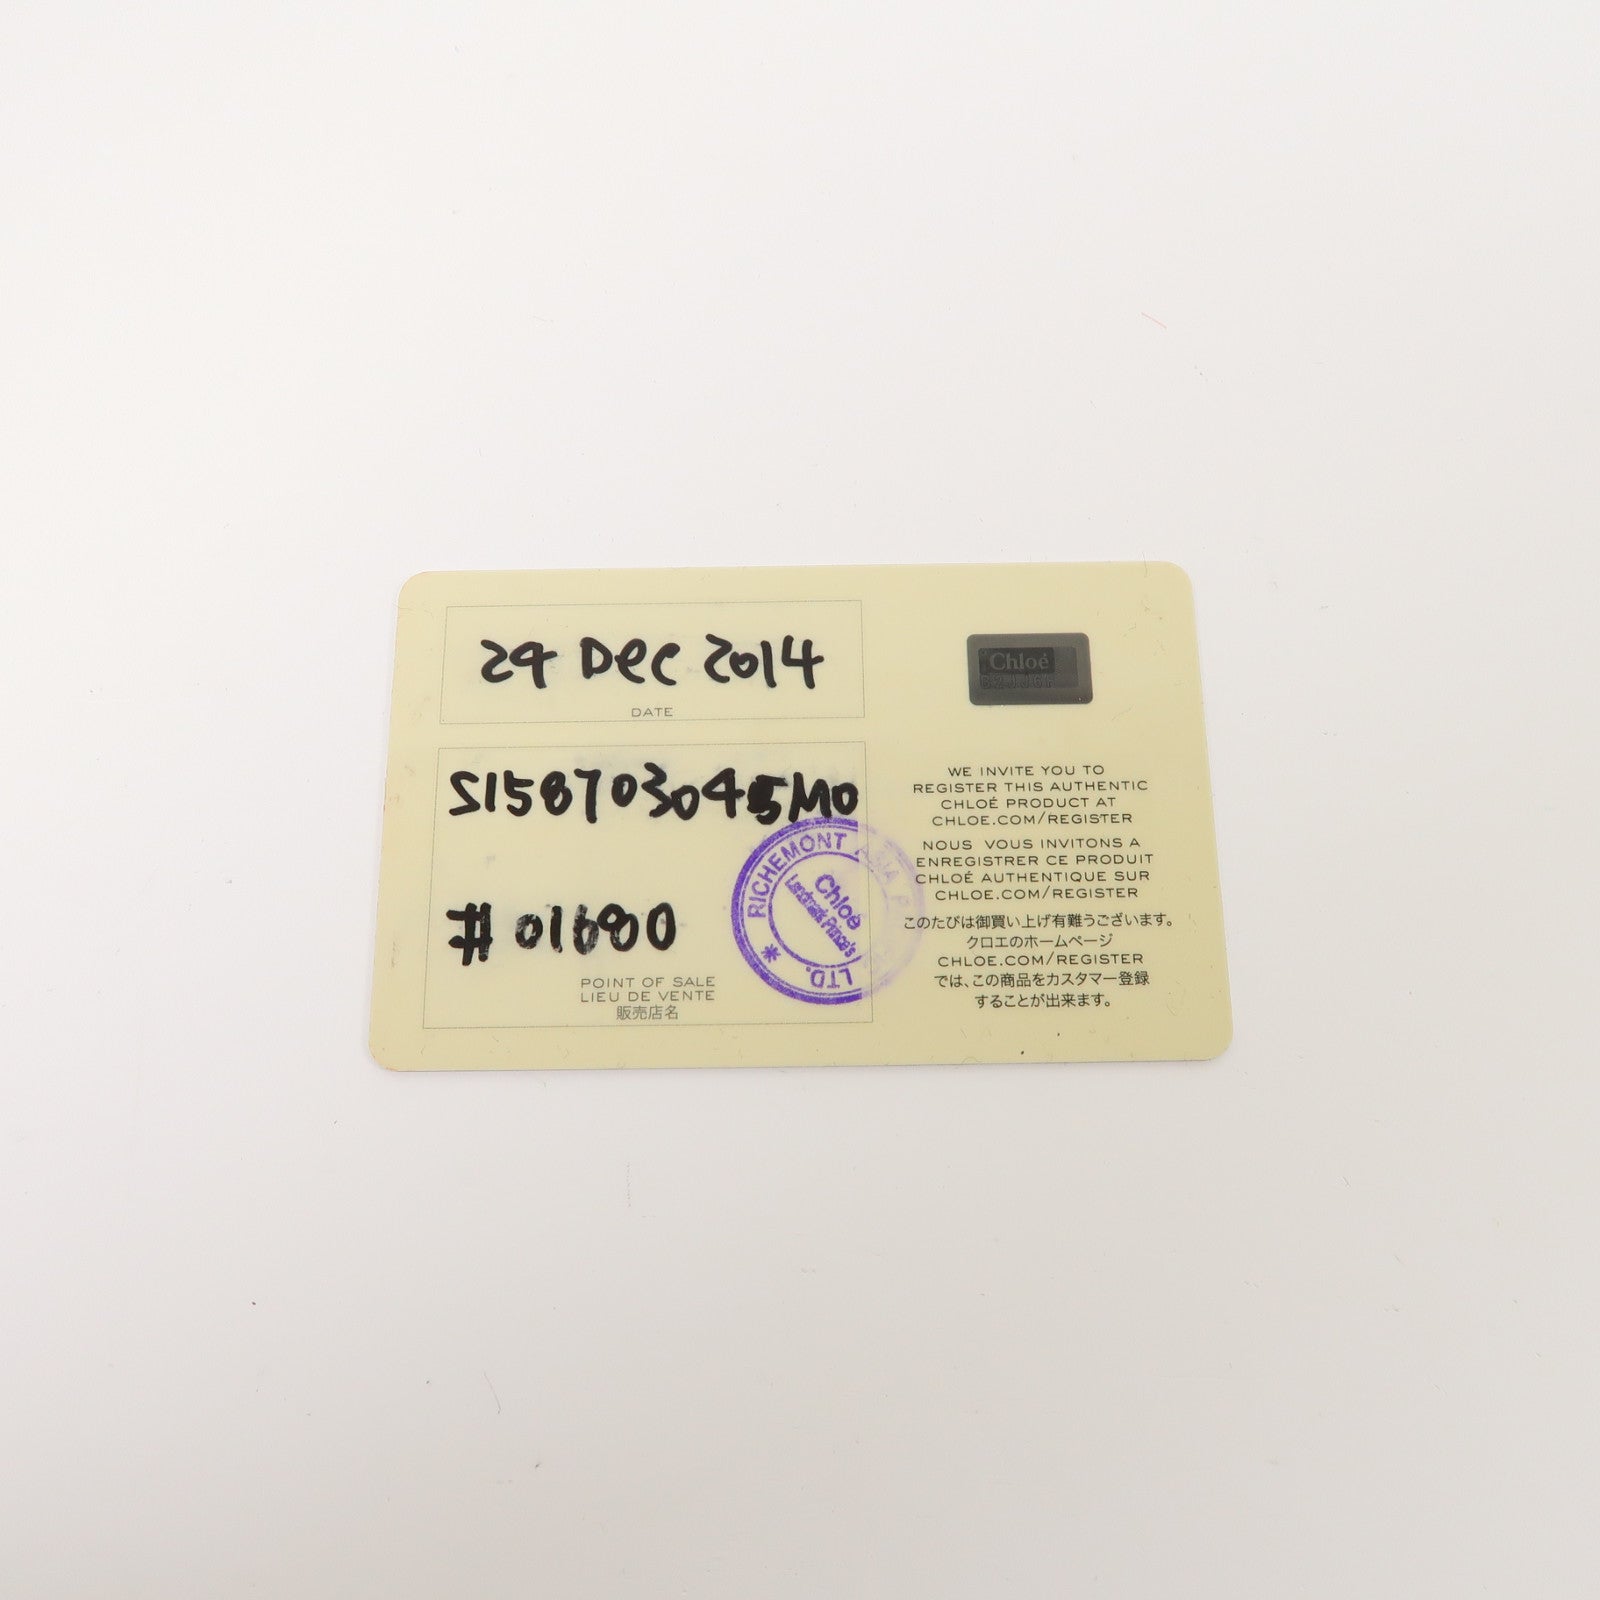 29 Dec 2014
DATE
S158703045M0
# 01680
POINT OF SALE
LIEU DE VENTE
販売店名
RICHEMONT ASIA P LTD.
Chloé
Landmark Prince's
Chloé
WE INVITE YOU TO
REGISTER THIS AUTHENTIC
CHLOÉ PRODUCT AT
CHLOE.COM/REGISTER
NOUS VOUS INVITONS A
ENREGISTRER CE PRODUIT
CHLOÉ AUTHENTIQUE SUR
CHLOE.COM/REGISTER
このたびは御買い上げ有難うございます。
クロエのホームページ
CHLOE.COM/REGISTER
では、この商品をカスタマー登録
することが出来ます。